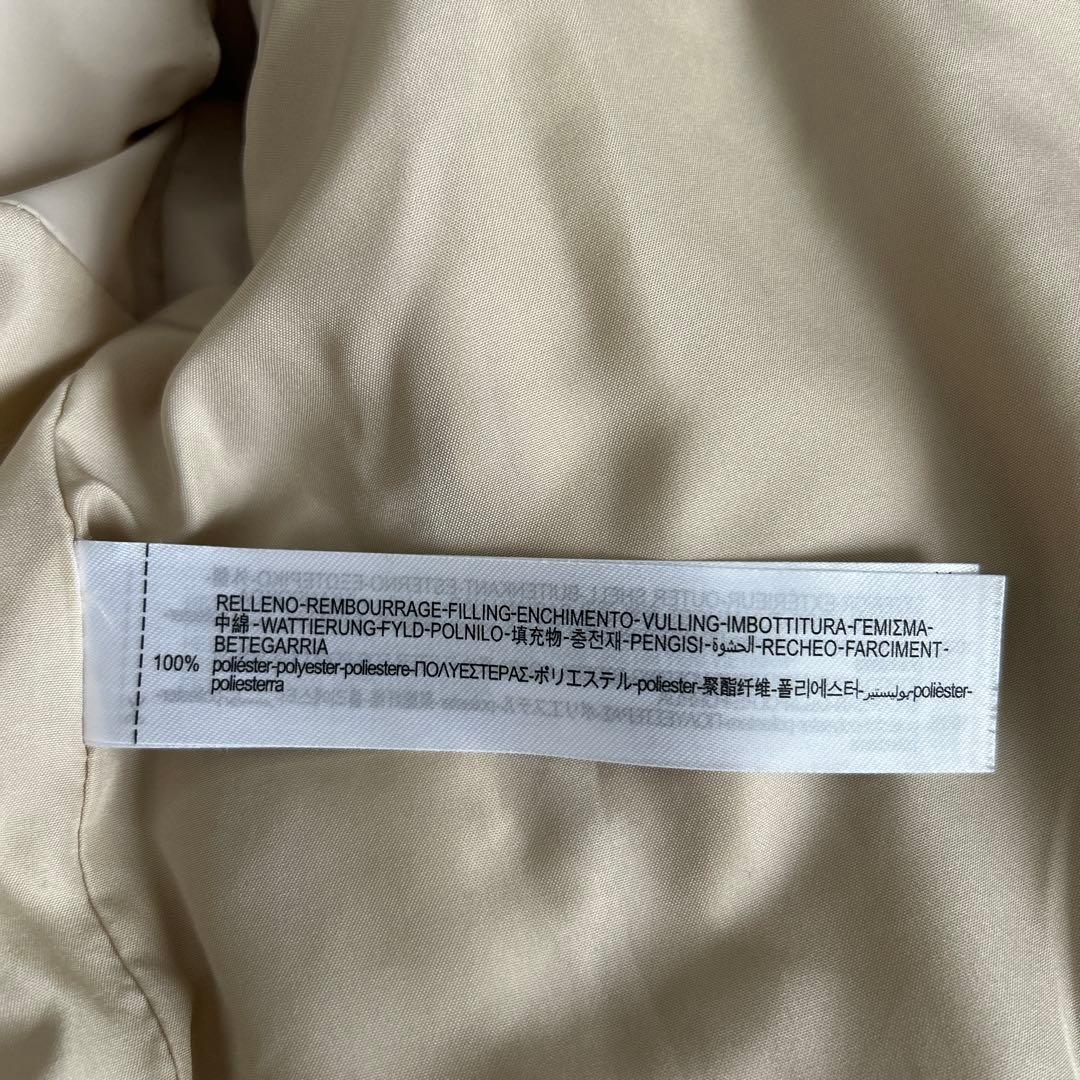 RELLENO-REMBOURRAGE-FILLING-ENCHIMENTO-VULLING-IMBOTTITURA-ΓΕΜΙΣΜΑ-
中綿-WATTIERUNG-FYLD-POLNILO-填充物-충전재-PENGISI-الحشوة-RECHEO-FARCIMENT-
BETEGARRIA
100% poliéster-polyester-poliestere-ΠΟΛΥΕΣΤΕΡΑΣ-ポリエステル-poliester-聚酯纤维-폴리에스터-بوليستير-polièster-
poliesterra